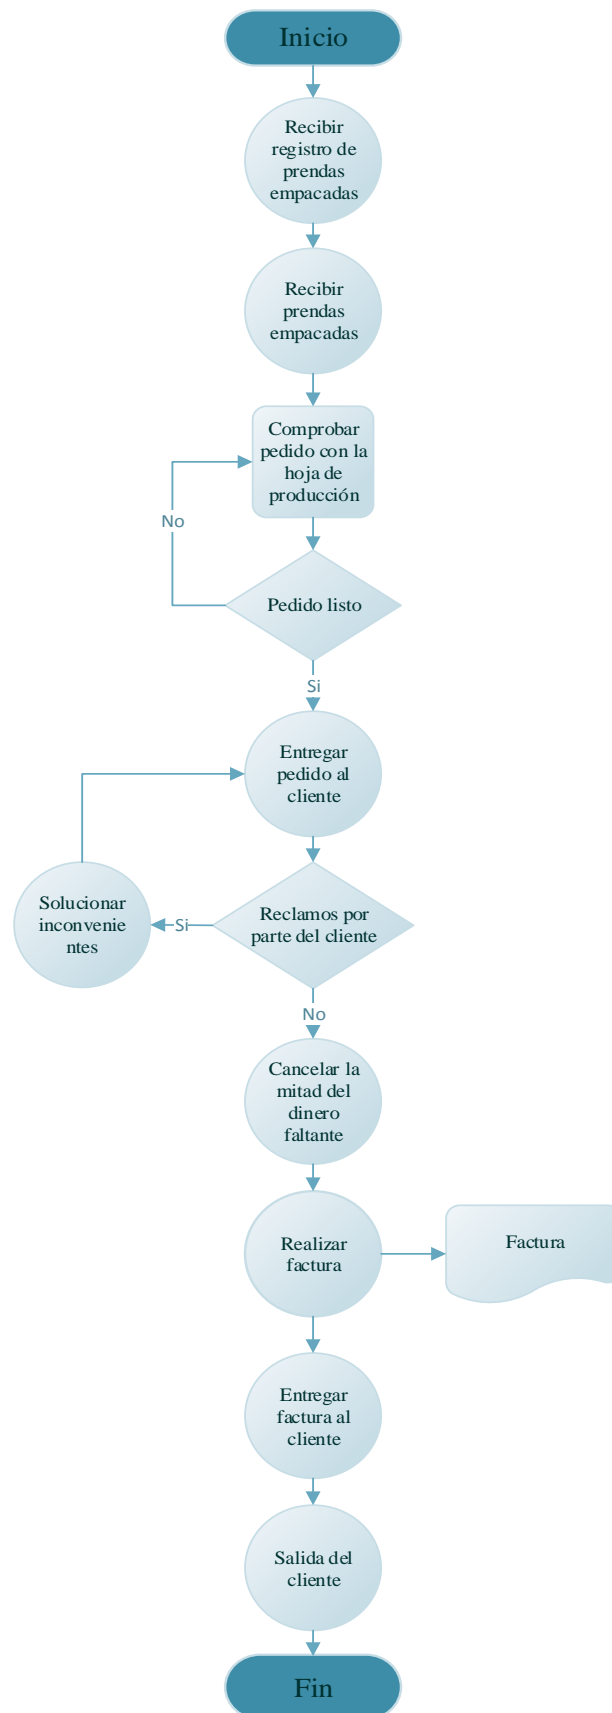 Inicio
Recibir
registro de
prendas
empacadas
Recibir
prendas
empacadas
Comprobar
pedido con la
hoja de
producción
No
Pedido listo
Si
Entregar
pedido al
cliente
Solucionar
inconvenie
ntes
Si
Reclamos por
parte del cliente
No
Cancelar la
mitad del
dinero
faltante
Realizar
factura
Factura
Entregar
factura al
cliente
Salida del
cliente
Fin